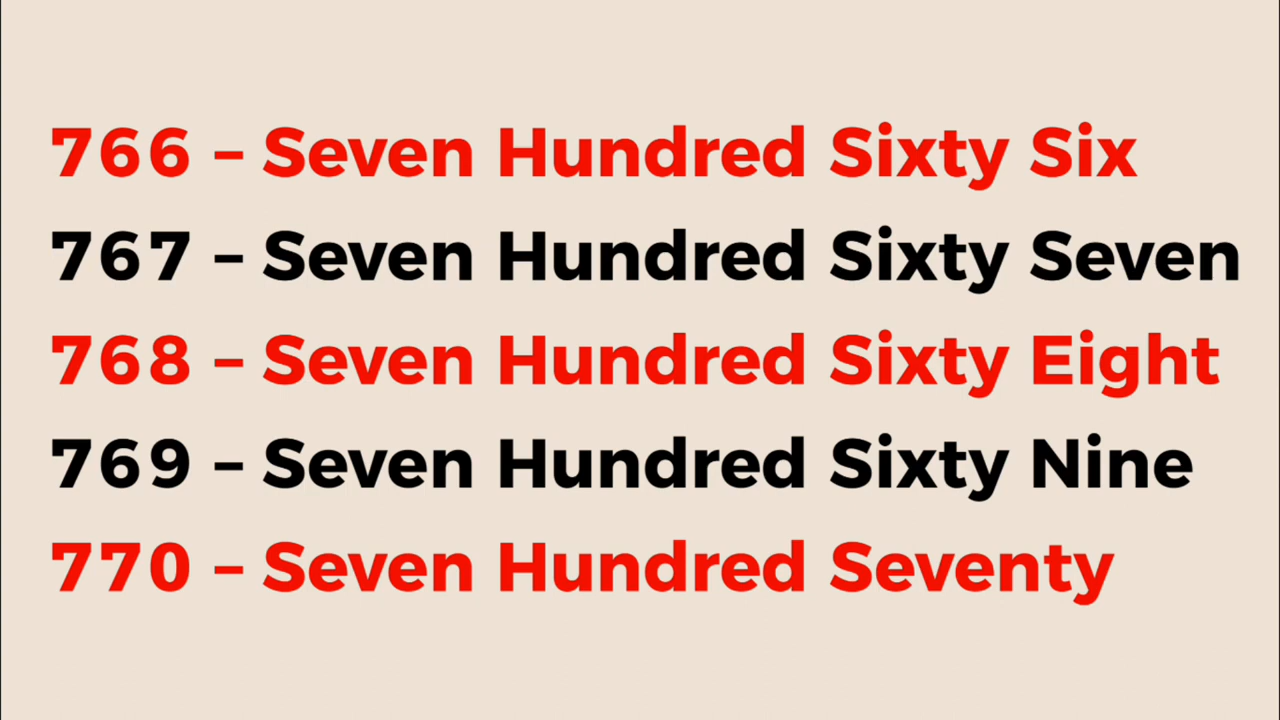 766 – Seven Hundred Sixty Six
767 – Seven Hundred Sixty Seven
768 – Seven Hundred Sixty Eight
769 – Seven Hundred Sixty Nine
770 – Seven Hundred Seventy